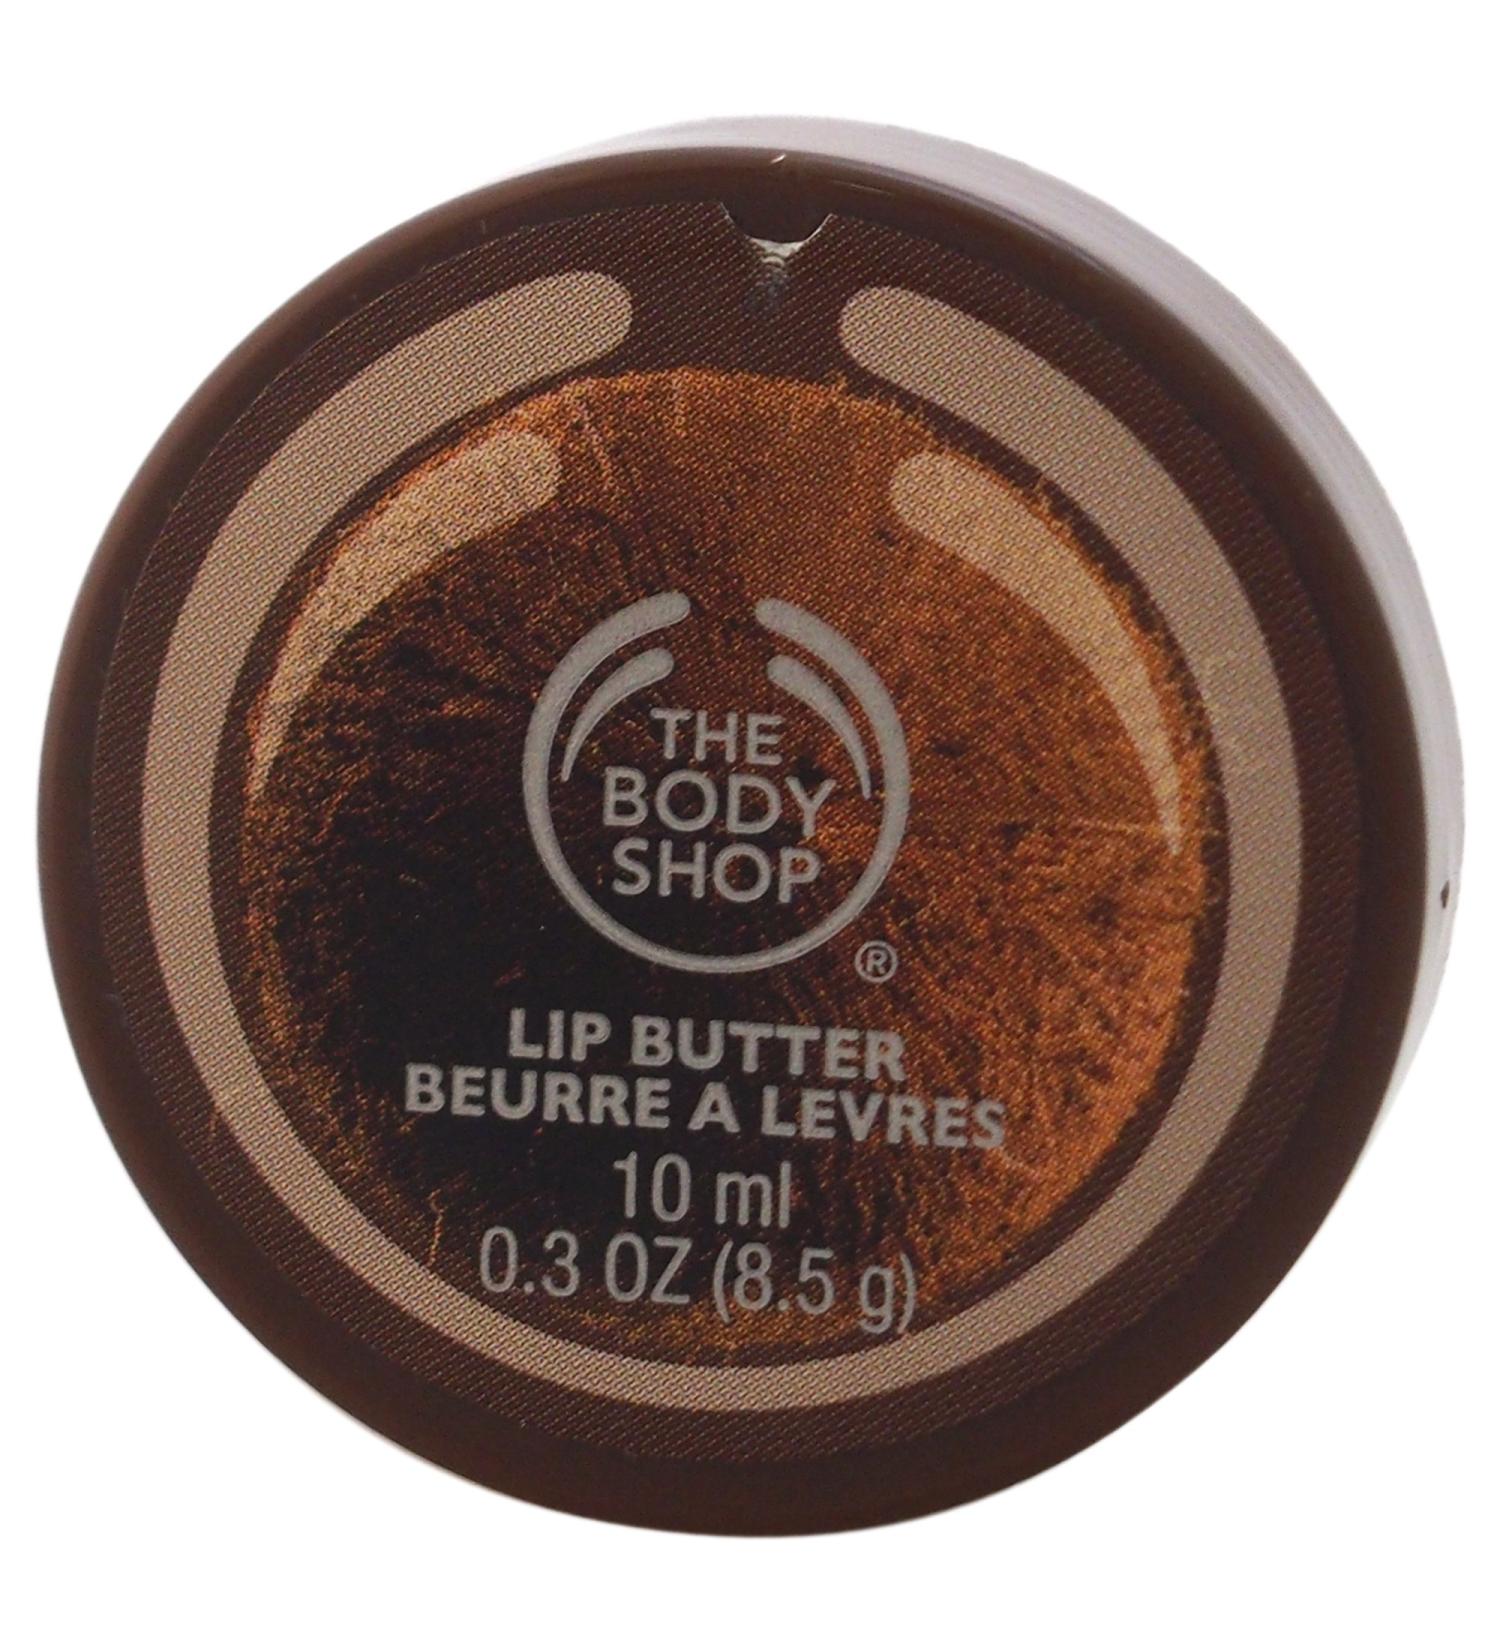 THE
BODY
SHOP
®
LIP BUTTER
BEURRE A LEVRES
10 ml
0.3 OZ (8.5 g)